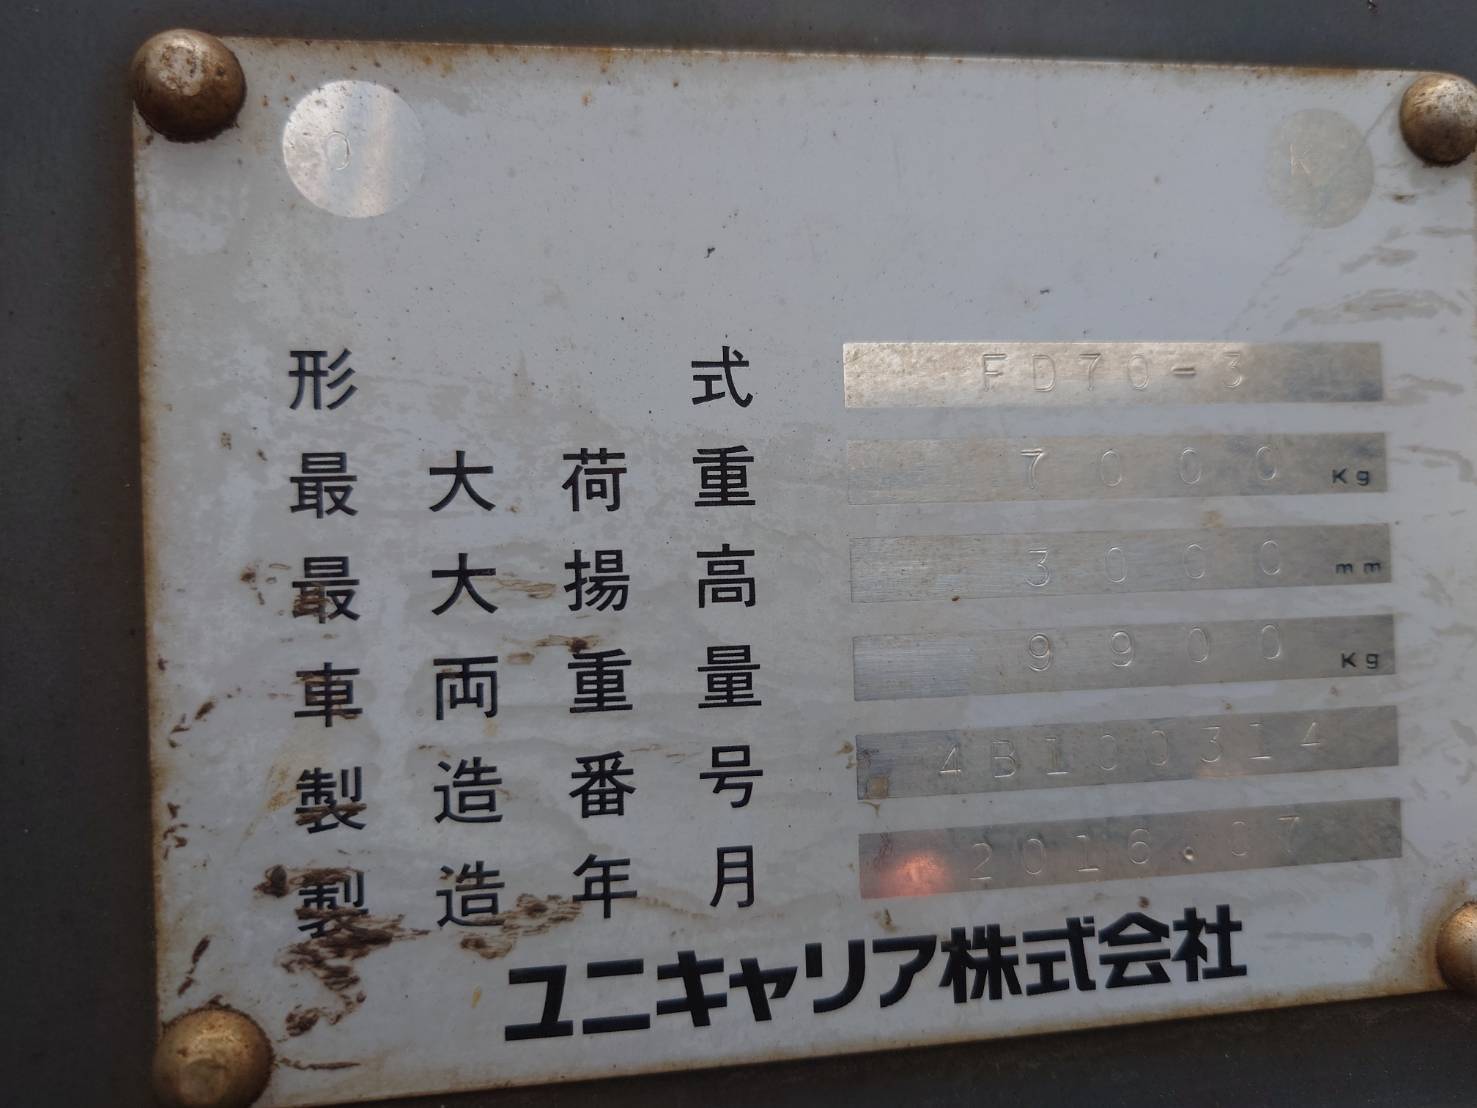 O K
形式 FD70-3
最大荷重 7000 Kg
最大揚高 3000 mm
車両重量 9900 Kg
製造番号 4B100314
製造年月 2016.07
ユニキャリア株式会社